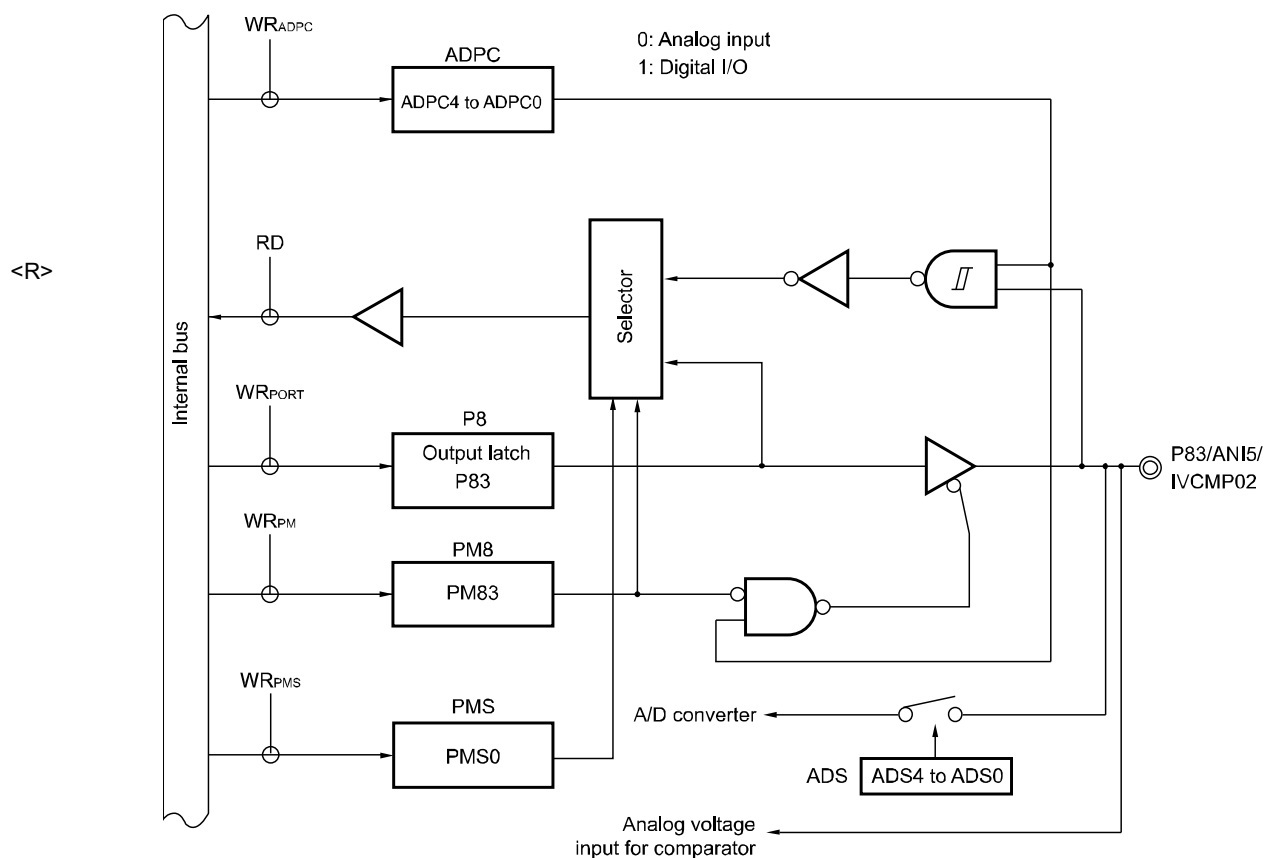 WRADPC
ADPC
ADPC4 to ADPC0
0: Analog input
1: Digital I/O
<R>
RD
Selector
Internal bus
WRPORT
P8
Output latch
P83
P83/ANI5/
IVCMP02
WRPM
PM8
PM83
WRPMS
PMS
PMS0
A/D converter
ADS
ADS4 to ADS0
Analog voltage
input for comparator